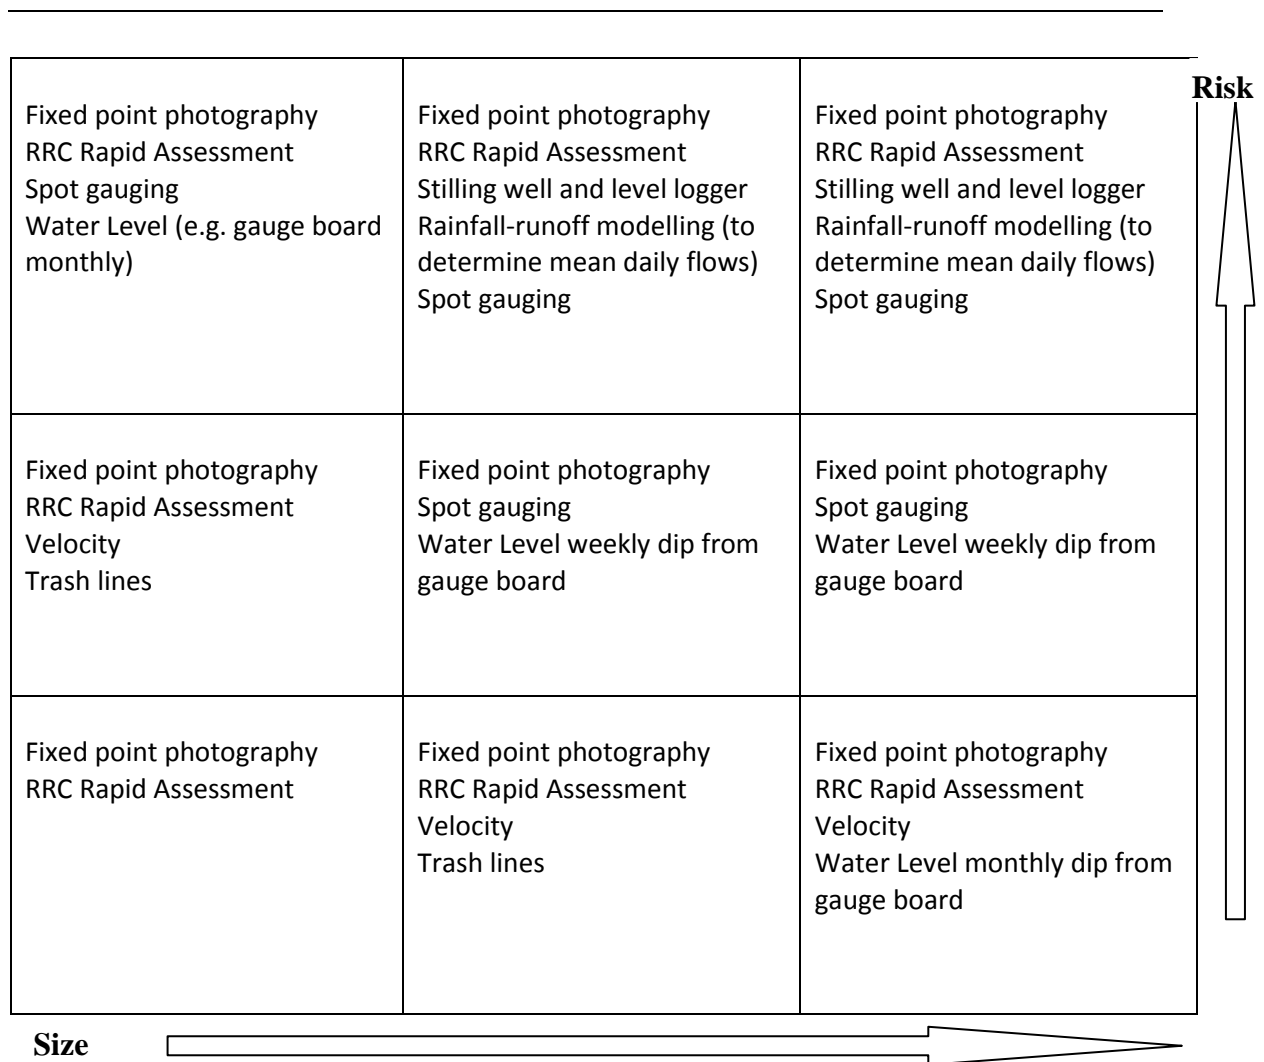 Risk
Fixed point photography
RRC Rapid Assessment
Spot gauging
Water Level (e.g. gauge board
monthly)
Fixed point photography
RRC Rapid Assessment
Stilling well and level logger
Rainfall-runoff modelling (to
determine mean daily flows)
Spot gauging
Fixed point photography
RRC Rapid Assessment
Stilling well and level logger
Rainfall-runoff modelling (to
determine mean daily flows)
Spot gauging
Fixed point photography
RRC Rapid Assessment
Velocity
Trash lines
Fixed point photography
Spot gauging
Water Level weekly dip from
gauge board
Fixed point photography
Spot gauging
Water Level weekly dip from
gauge board
Fixed point photography
RRC Rapid Assessment
Fixed point photography
RRC Rapid Assessment
Velocity
Trash lines
Fixed point photography
RRC Rapid Assessment
Velocity
Water Level monthly dip from
gauge board
Size